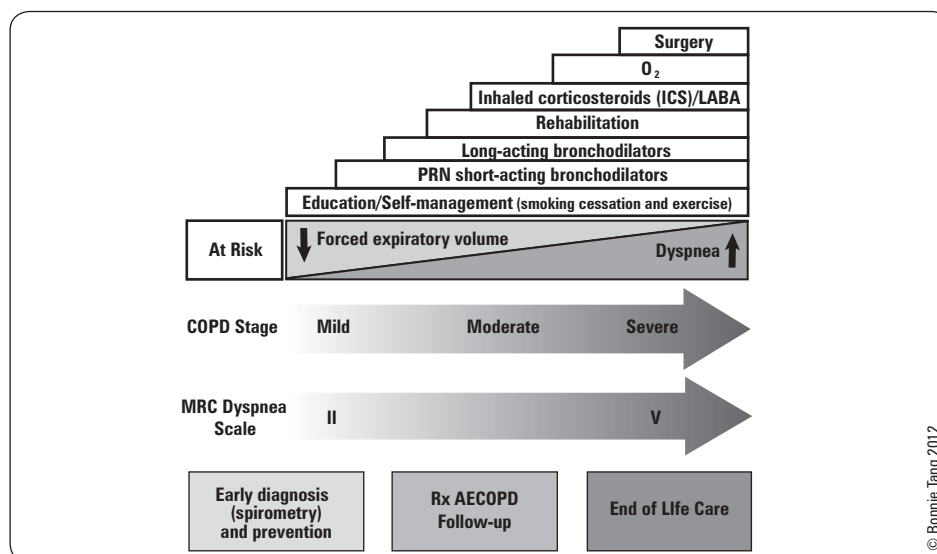 Surgery
O₂
Inhaled corticosteroids (ICS)/LABA
Rehabilitation
Long-acting bronchodilators
PRN short-acting bronchodilators
Education/Self-management (smoking cessation and exercise)
At Risk
Forced expiratory volume
Dyspnea
COPD Stage
Mild
Moderate
Severe
MRC Dyspnea
Scale
II
V
Early diagnosis
(spirometry)
and prevention
Rx AECOPD
Follow-up
End of LIfe Care
© Ronnie Tang 2012